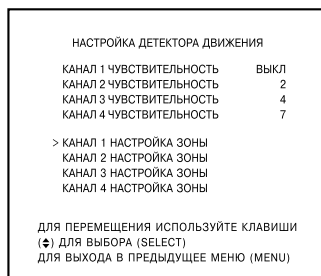 НАСТРОЙКА ДЕТЕКТОРА ДВИЖЕНИЯ
КАНАЛ 1 ЧУВСТВИТЕЛЬНОСТЬ ВЫКЛ
КАНАЛ 2 ЧУВСТВИТЕЛЬНОСТЬ 2
КАНАЛ 3 ЧУВСТВИТЕЛЬНОСТЬ 4
КАНАЛ 4 ЧУВСТВИТЕЛЬНОСТЬ 7
> КАНАЛ 1 НАСТРОЙКА ЗОНЫ
КАНАЛ 2 НАСТРОЙКА ЗОНЫ
КАНАЛ 3 НАСТРОЙКА ЗОНЫ
КАНАЛ 4 НАСТРОЙКА ЗОНЫ
ДЛЯ ПЕРЕМЕЩЕНИЯ ИСПОЛЬЗУЙТЕ КЛАВИШИ
(♦) ДЛЯ ВЫБОРА (SELECT)
ДЛЯ ВЫХОДА В ПРЕДЫДУЩЕЕ МЕНЮ (MENU)